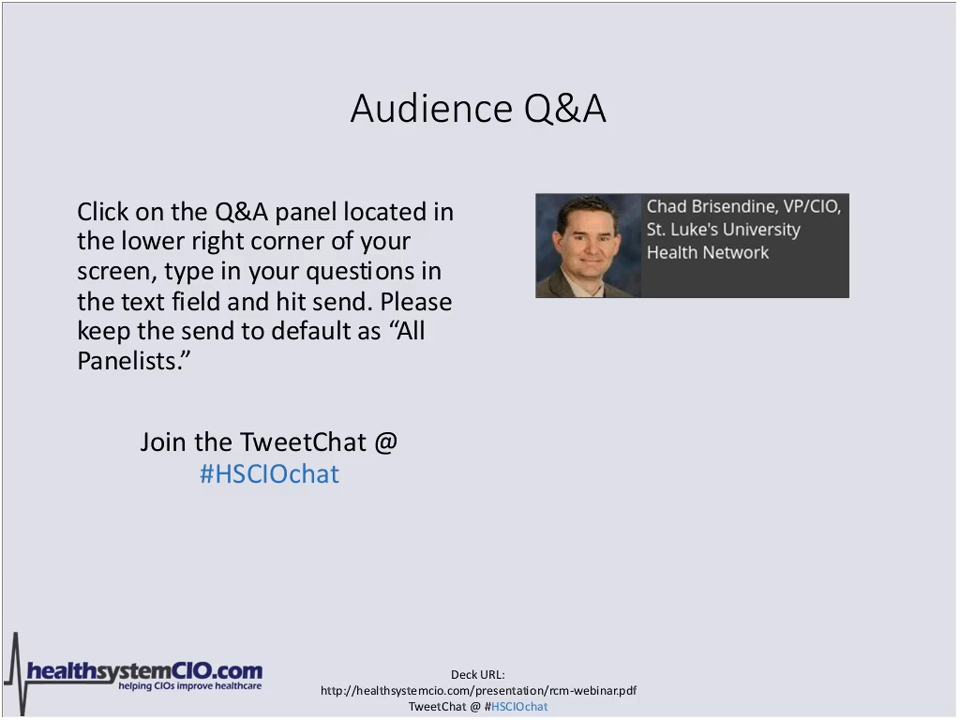 Audience Q&A
Click on the Q&A panel located in
the lower right corner of your
screen, type in your questions in
the text field and hit send. Please
keep the send to default as “All
Panelists.”
Join the TweetChat @
#HSCIOchat
Chad Brisendine, VP/CIO,
St. Luke's University
Health Network
healthsystemCIO.com
helping CIOs improve healthcare
Deck URL:
http://healthsystemcio.com/presentation/rcm-webinar.pdf
TweetChat @ #HSCIOchat